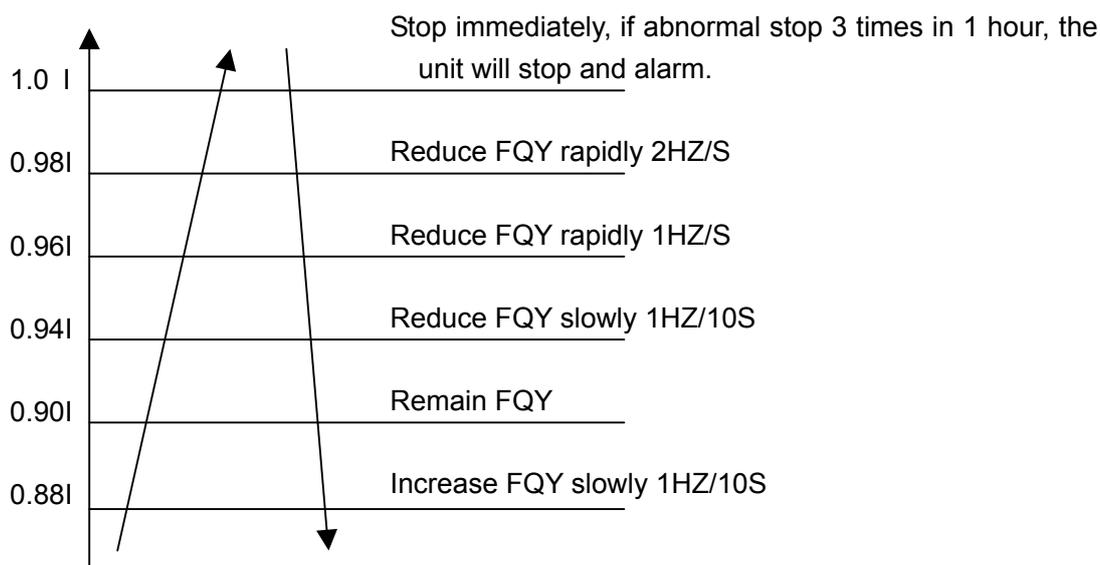 Stop immediately, if abnormal stop 3 times in 1 hour, the
unit will stop and alarm.
1.0 I
Reduce FQY rapidly 2HZ/S
0.98I
Reduce FQY rapidly 1HZ/S
0.96I
Reduce FQY slowly 1HZ/10S
0.94I
Remain FQY
0.90I
Increase FQY slowly 1HZ/10S
0.88I